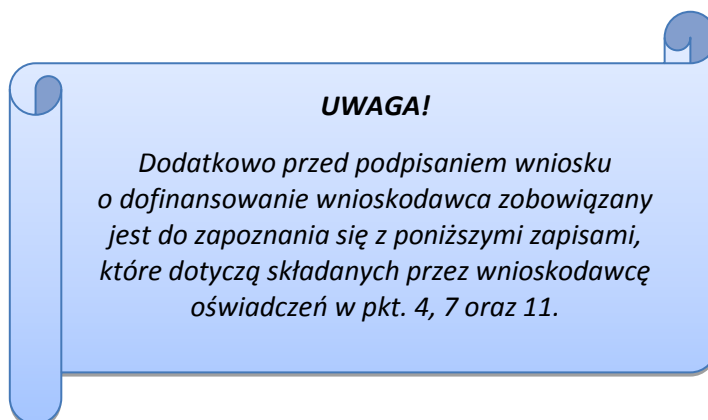 UWAGA!
Dodatkowo przed podpisaniem wniosku
o dofinansowanie wnioskodawca zobowiązany
jest do zapoznania się z poniższymi zapisami,
które dotyczą składanych przez wnioskodawcę
oświadczeń w pkt. 4, 7 oraz 11.